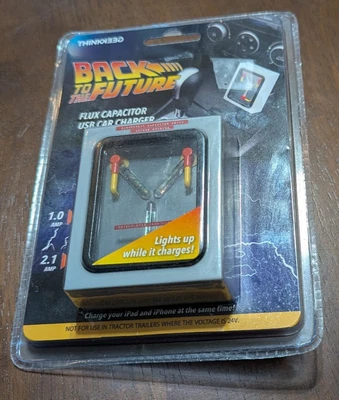 THINKGEEK
BACK
TO THE FUTURE
FLUX CAPACITOR
USB CAR CHARGER
1.0
AMP
2.1
AMP
Lights up
while it charges!
Charge your iPad and iPhone at the same time!
NOT FOR USE IN TRACTOR TRAILERS WHERE THE VOLTAGE IS 24V.